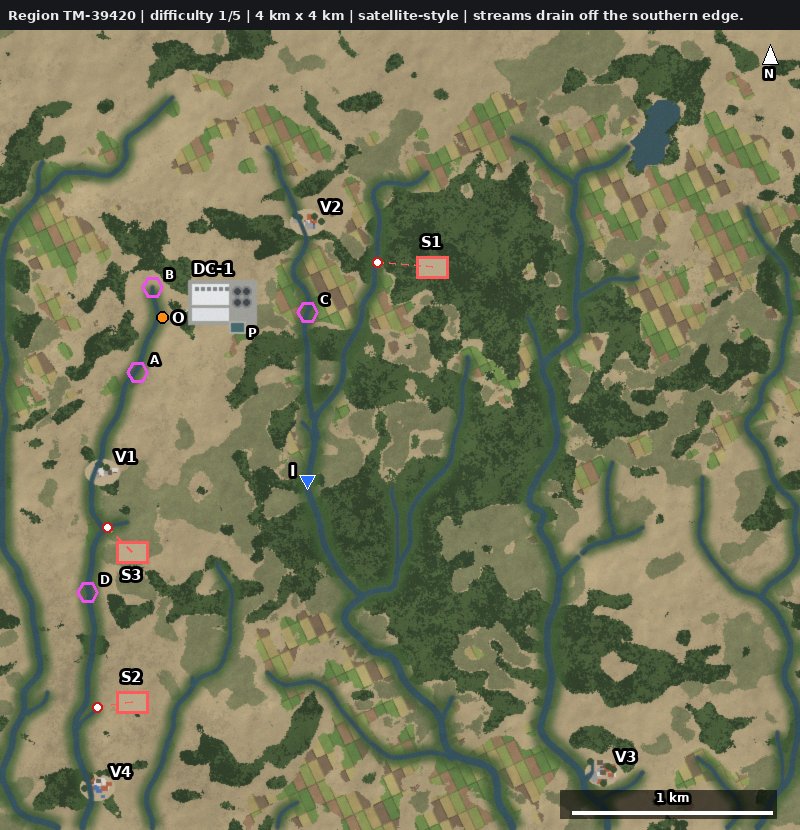 Region TM-39420 | difficulty 1/5 | 4 km x 4 km | satellite-style | streams drain off the southern edge.
N
V2
S1
B
DC-1
C
O
P
A
V1
I
S3
D
S2
V3
V4
1 km